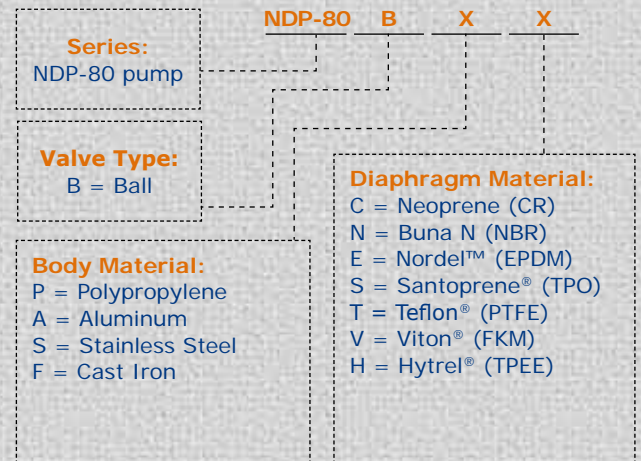 NDP-80 B X X
Series:
NDP-80 pump
Valve Type:
B = Ball
Body Material:
P = Polypropylene
A = Aluminum
S = Stainless Steel
F = Cast Iron
Diaphragm Material:
C = Neoprene (CR)
N = Buna N (NBR)
E = Nordel™ (EPDM)
S = Santoprene® (TPO)
T = Teflon® (PTFE)
V = Viton® (FKM)
H = Hytrel® (TPEE)